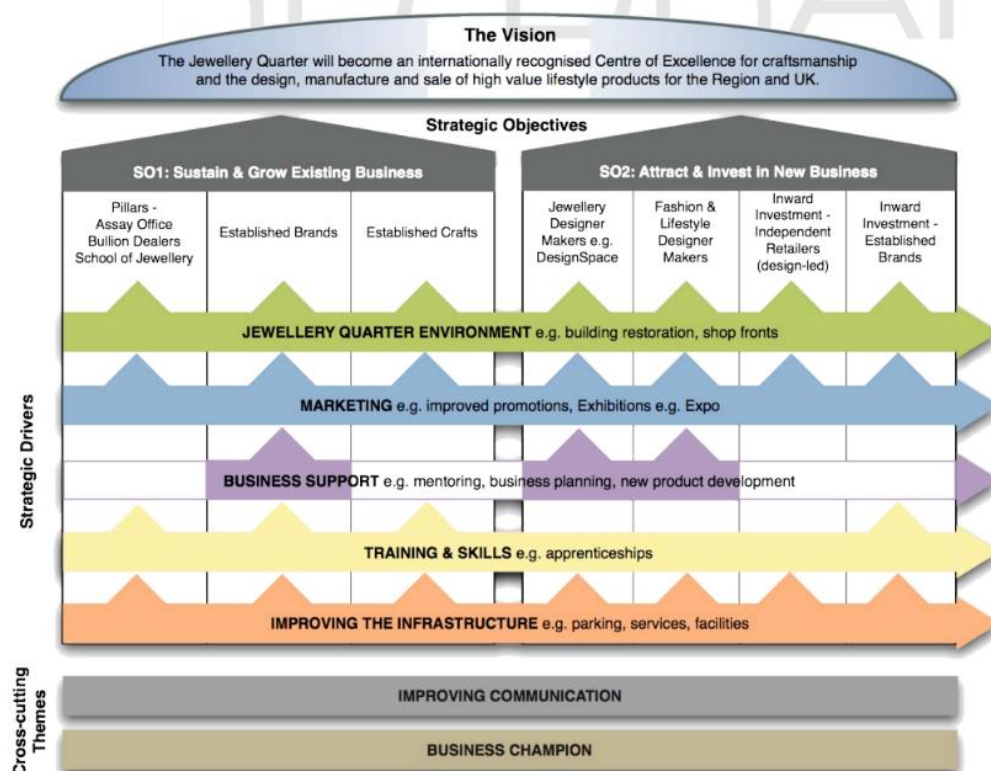 The Vision
The Jewellery Quarter will become an internationally recognised Centre of Excellence for craftsmanship
and the design, manufacture and sale of high value lifestyle products for the Region and UK.
Strategic Objectives
SO1: Sustain & Grow Existing Business
SO2: Attract & Invest in New Business
Pillars -
Assay Office
Bullion Dealers
School of Jewellery
Established Brands
Established Crafts
Jewellery
Designer
Makers e.g.
DesignSpace
Fashion &
Lifestyle
Designer
Makers
Inward
Investment -
Independent
Retailers
(design-led)
Inward
Investment -
Established
Brands
Strategic Drivers
JEWELLERY QUARTER ENVIRONMENT e.g. building restoration, shop fronts
MARKETING e.g. improved promotions, Exhibitions e.g. Expo
BUSINESS SUPPORT e.g. mentoring, business planning, new product development
TRAINING & SKILLS e.g. apprenticeships
IMPROVING THE INFRASTRUCTURE e.g. parking, services, facilities
Cross-cutting
Themes
IMPROVING COMMUNICATION
BUSINESS CHAMPION